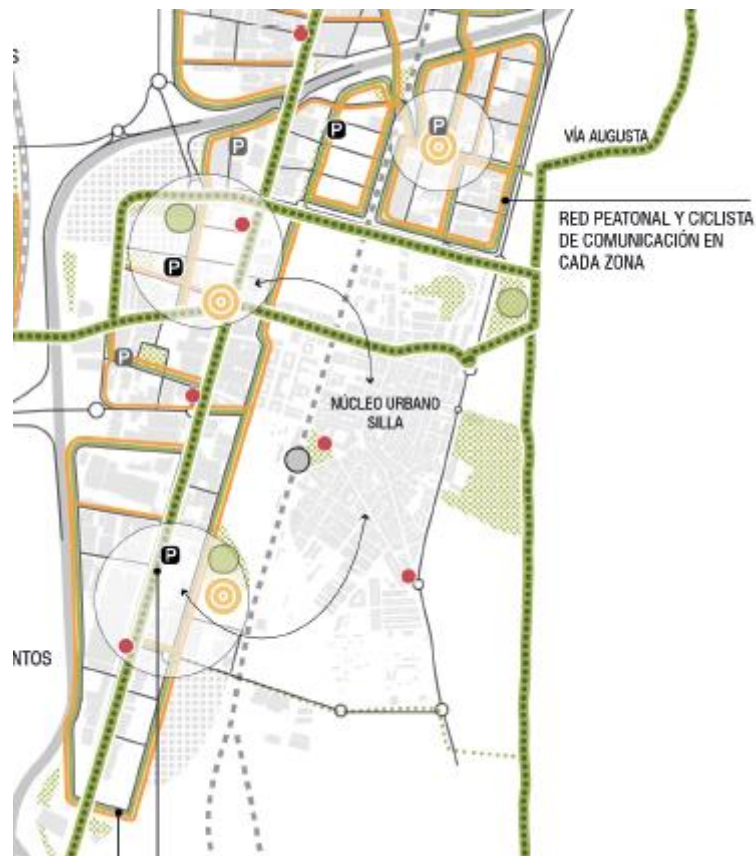 S
P
P
P
VÍA AUGUSTA
RED PEATONAL Y CICLISTA
DE COMUNICACIÓN EN
CADA ZONA
P
P
NÚCLEO URBANO
SILLA
P
NTOS